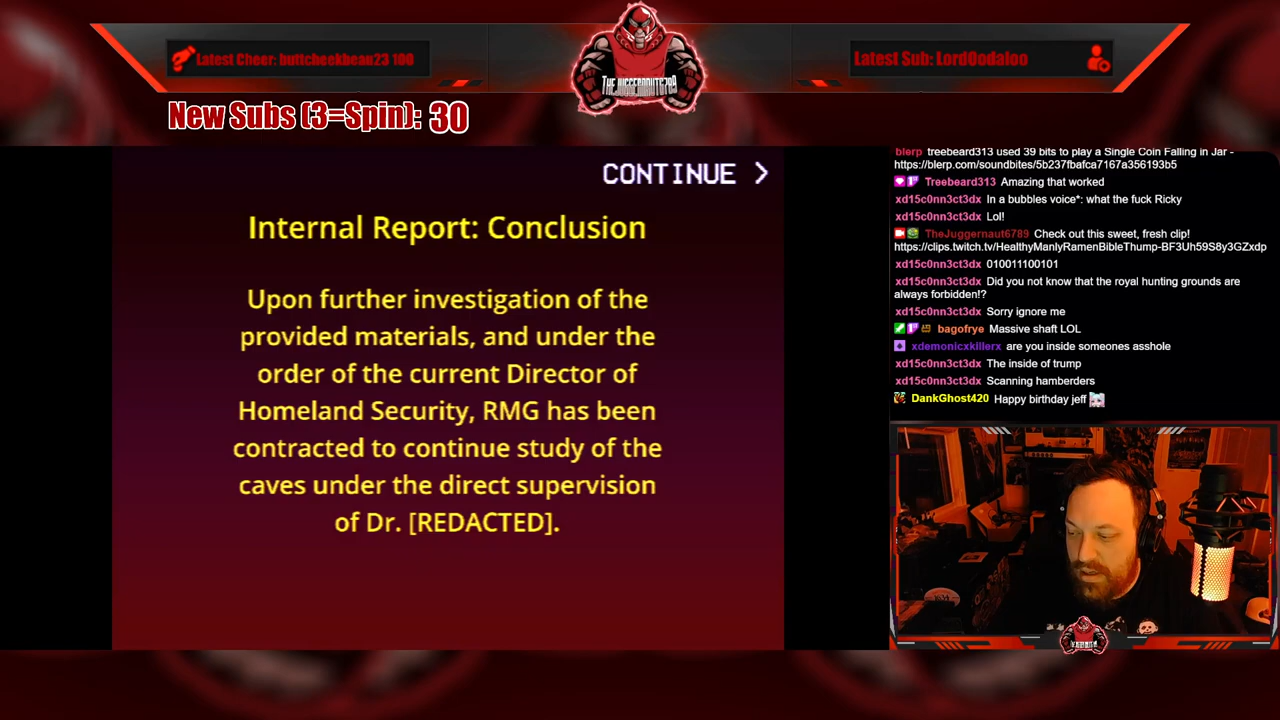 Latest Cheer: buttcheekbeau23 100
THEJUGGERNAUT6789
Latest Sub: LordOodaloo
New Subs (3=Spin): 30
CONTINUE >
Internal Report: Conclusion
Upon further investigation of the
provided materials, and under the
order of the current Director of
Homeland Security, RMG has been
contracted to continue study of the
caves under the direct supervision
of Dr. [REDACTED].
blerp treebeard313 used 39 bits to play a Single Coin Falling in Jar -
https://blerp.com/soundbites/5b237fbafca7167a356193b5
Treebeard313 Amazing that worked
xd15c0nn3ct3dx In a bubbles voice*: what the fuck Ricky
xd15c0nn3ct3dx Lol!
TheJuggernaut6789 Check out this sweet, fresh clip!
https://clips.twitch.tv/HealthyManlyRamenBibleThump-BF3Uh59S8y3GZxdp
xd15c0nn3ct3dx 010011100101
xd15c0nn3ct3dx Did you not know that the royal hunting grounds are
always forbidden!?
xd15c0nn3ct3dx Sorry ignore me
bagofrye Massive shaft LOL
xdemonicxkillerx are you inside someones asshole
xd15c0nn3ct3dx The inside of trump
xd15c0nn3ct3dx Scanning hamberders
DankGhost420 Happy birthday jeff